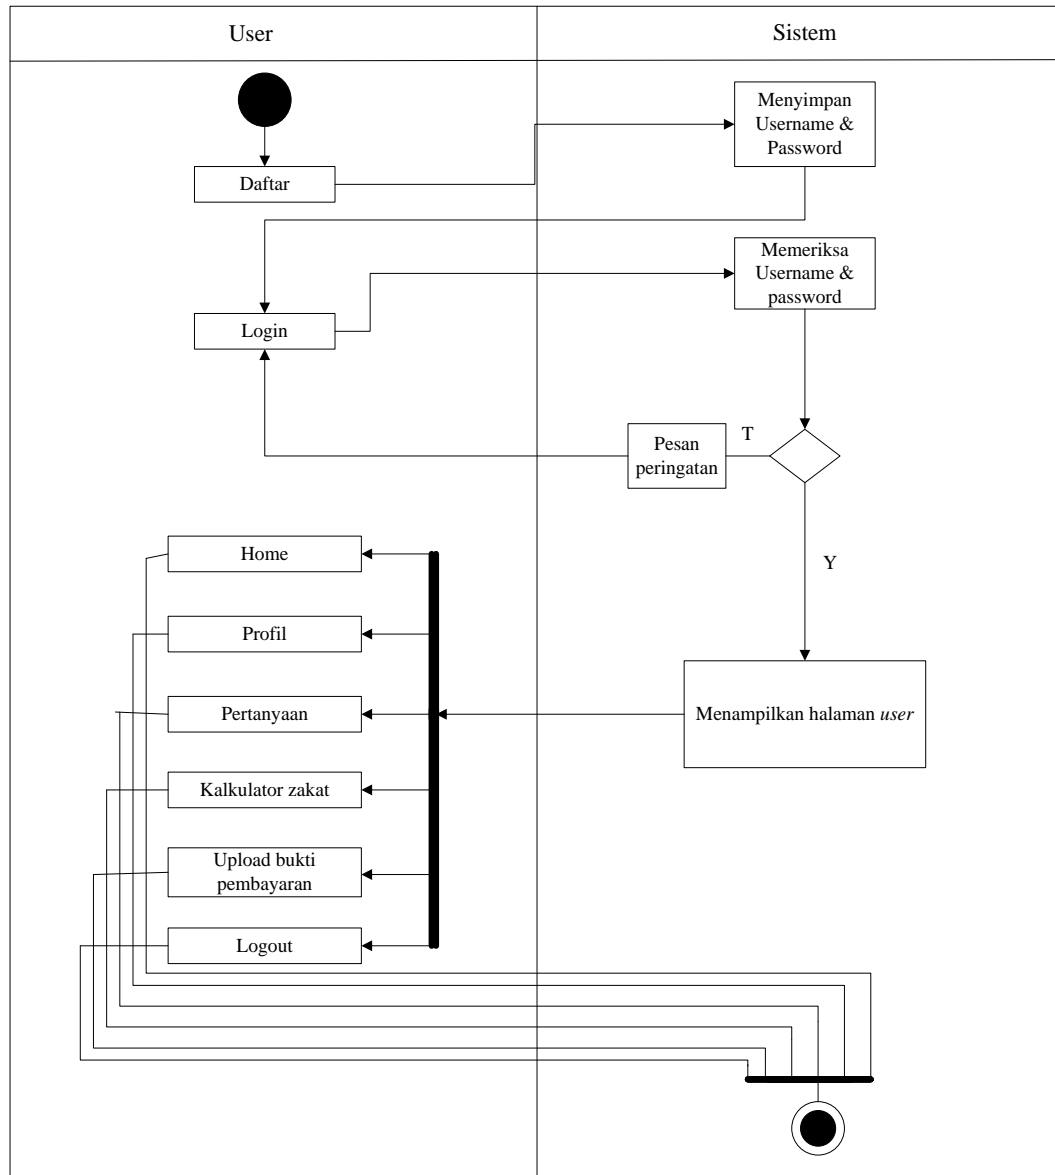 User
Sistem
Menyimpan
Username &
Password
Daftar
Memeriksa
Username &
password
Login
T
Pesan
peringatan
Y
Home
Profil
Pertanyaan
Menampilkan halaman user
Kalkulator zakat
Upload bukti
pembayaran
Logout